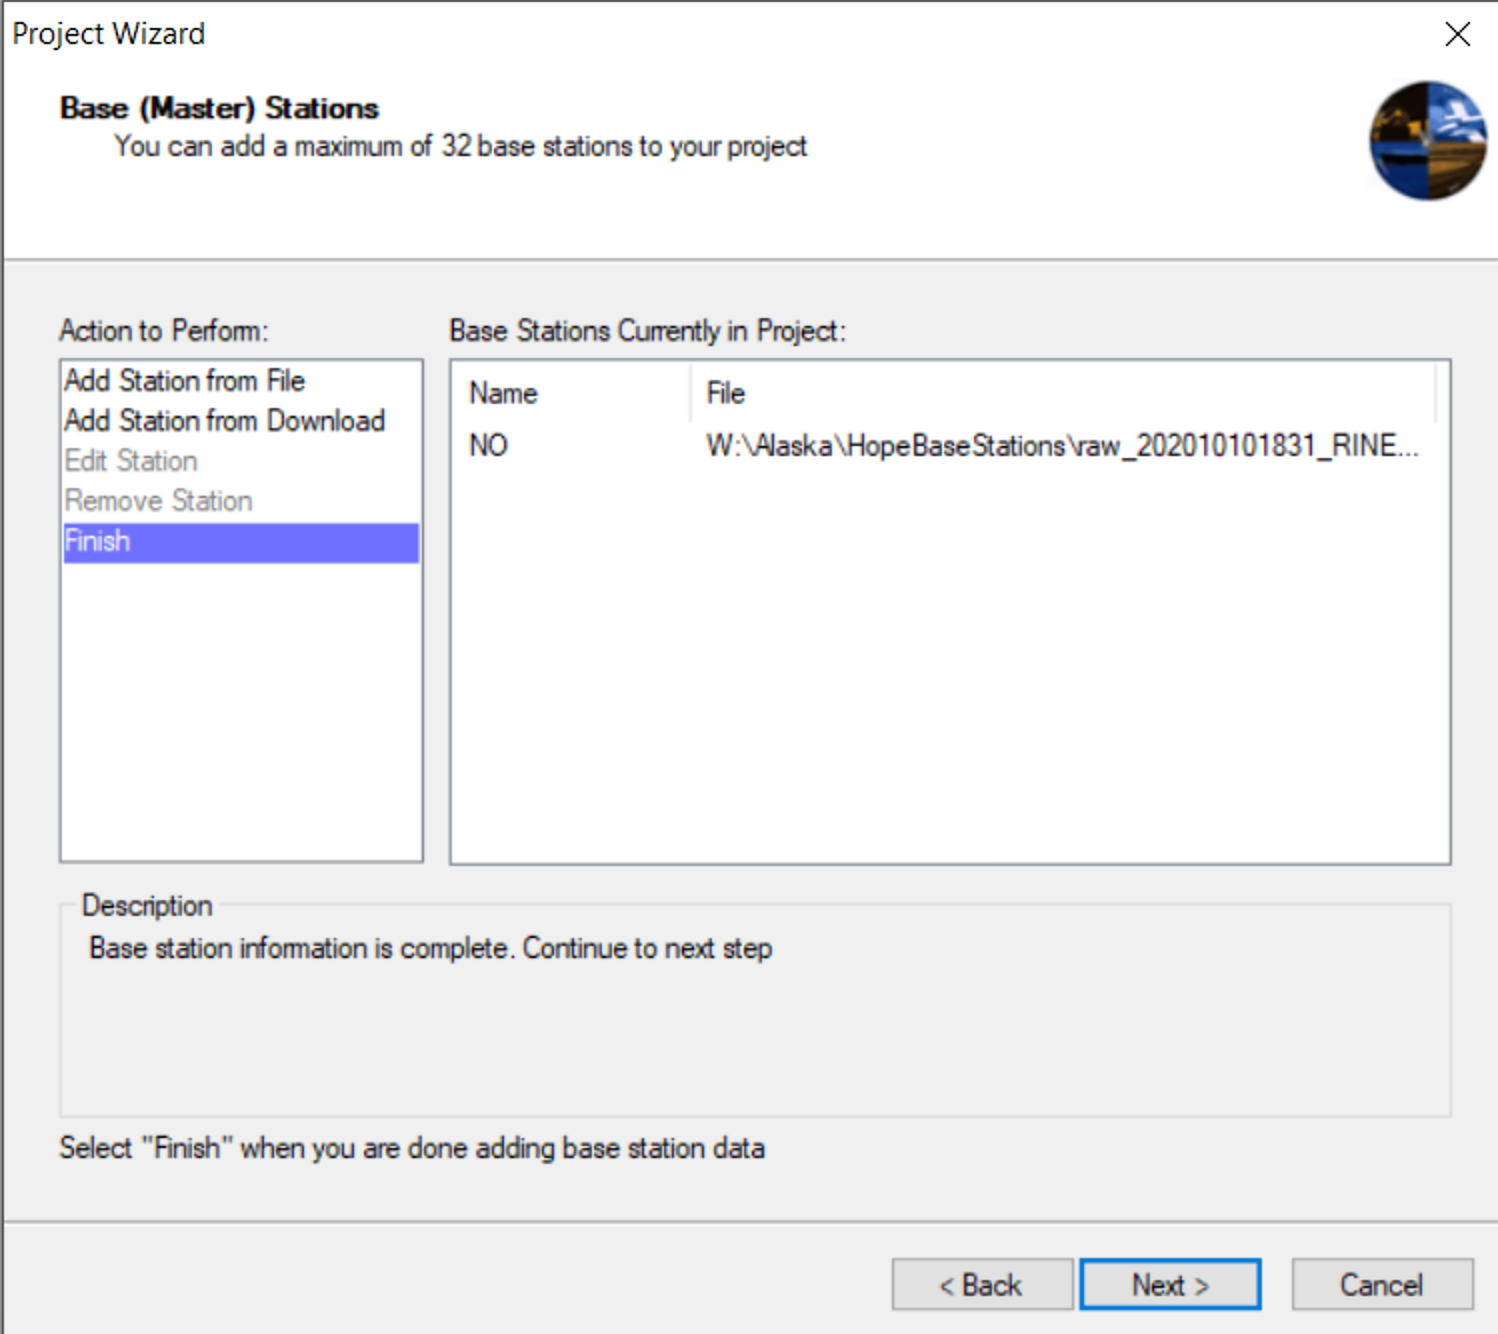 Project Wizard
Base (Master) Stations
You can add a maximum of 32 base stations to your project
Action to Perform:
Add Station from File
Add Station from Download
Edit Station
Remove Station
Finish
Base Stations Currently in Project:
Name File
NO W:\Alaska\HopeBaseStations\raw_202010101831_RINE...
Description
Base station information is complete. Continue to next step
Select "Finish" when you are done adding base station data
< Back Next > Cancel